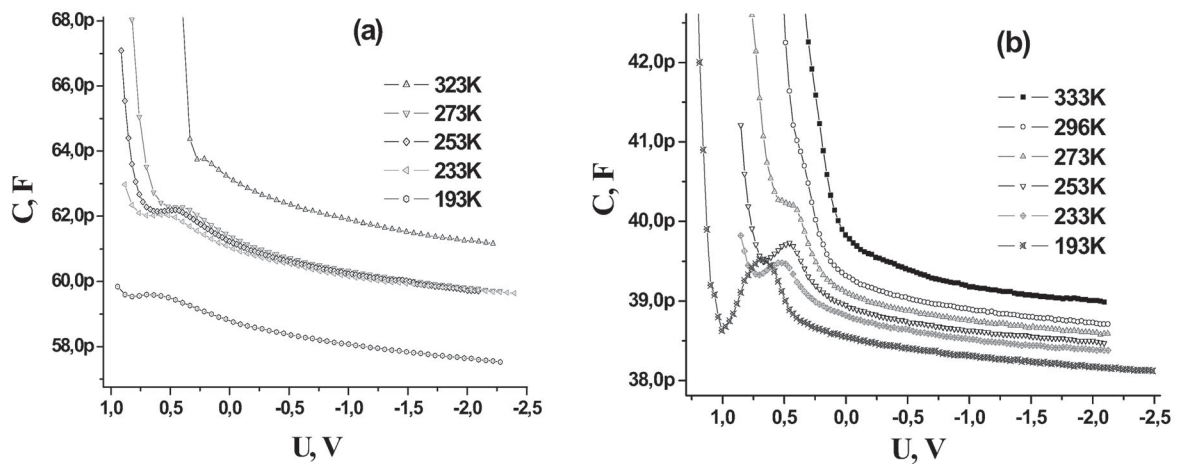 (a)
68,0p
66,0p
64,0p
62,0p
60,0p
58,0p
C, F
323K
273K
253K
233K
193K
1,0 0,5 0,0 -0,5 -1,0 -1,5 -2,0 -2,5
U, V
(b)
42,0p
41,0p
40,0p
39,0p
38,0p
C, F
333K
296K
273K
253K
233K
193K
1,0 0,5 0,0 -0,5 -1,0 -1,5 -2,0 -2,5
U, V